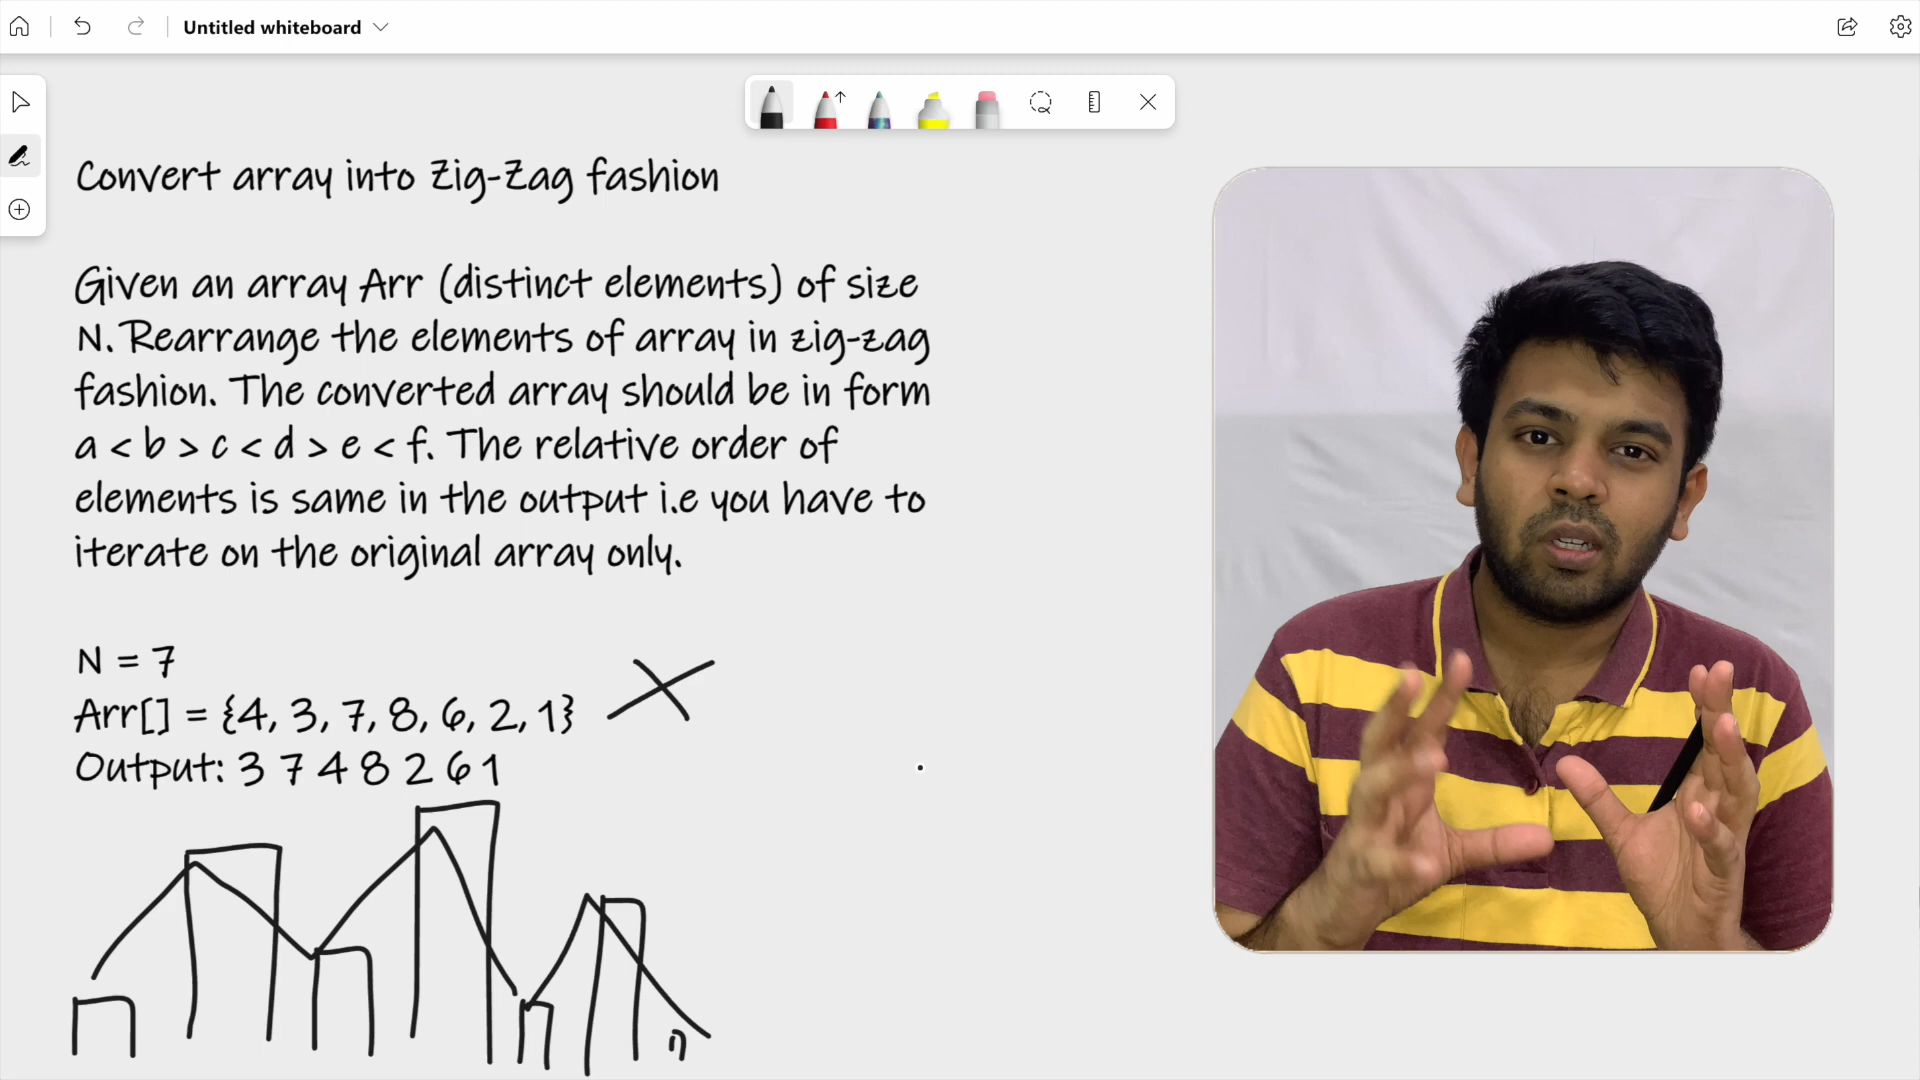 Untitled whiteboard
Convert array into Zig-Zag fashion
Given an array Arr (distinct elements) of size
N. Rearrange the elements of array in zig-zag
fashion. The converted array should be in form
a < b > c < d > e < f. The relative order of
elements is same in the output i.e you have to
iterate on the original array only.
N = 7
Arr[] = {4, 3, 7, 8, 6, 2, 1}
Output: 3 7 4 8 2 6 1